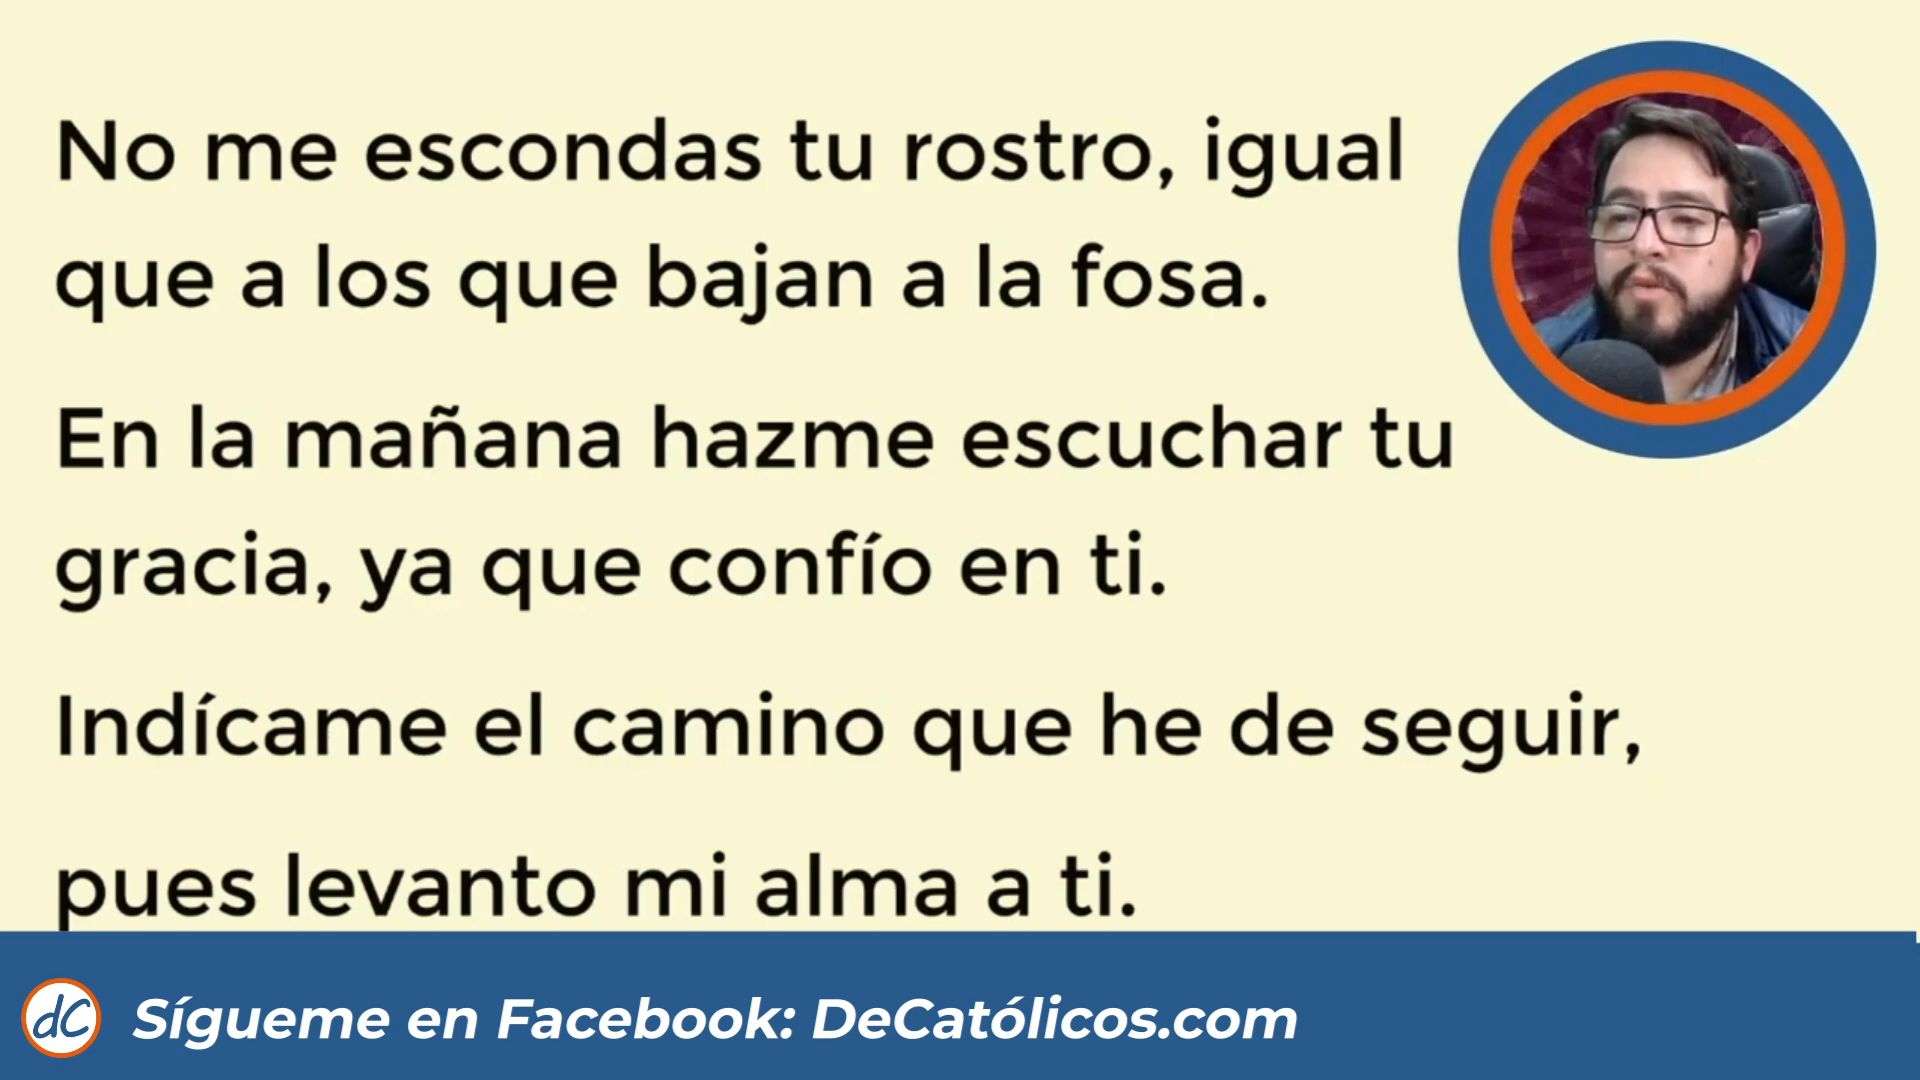 No me escondas tu rostro, igual
que a los que bajan a la fosa.
En la mañana hazme escuchar tu
gracia, ya que confío en ti.
Indícame el camino que he de seguir,
pues levanto mi alma a ti.
dC Sígueme en Facebook: DeCatólicos.com